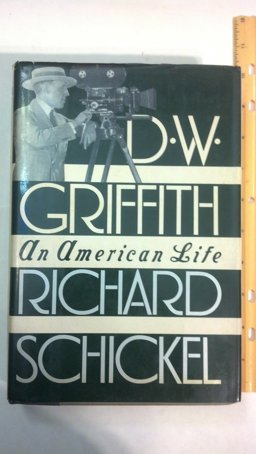 D·W·
GRIFFITH
An American Life
RICHARD
SCHICKEL